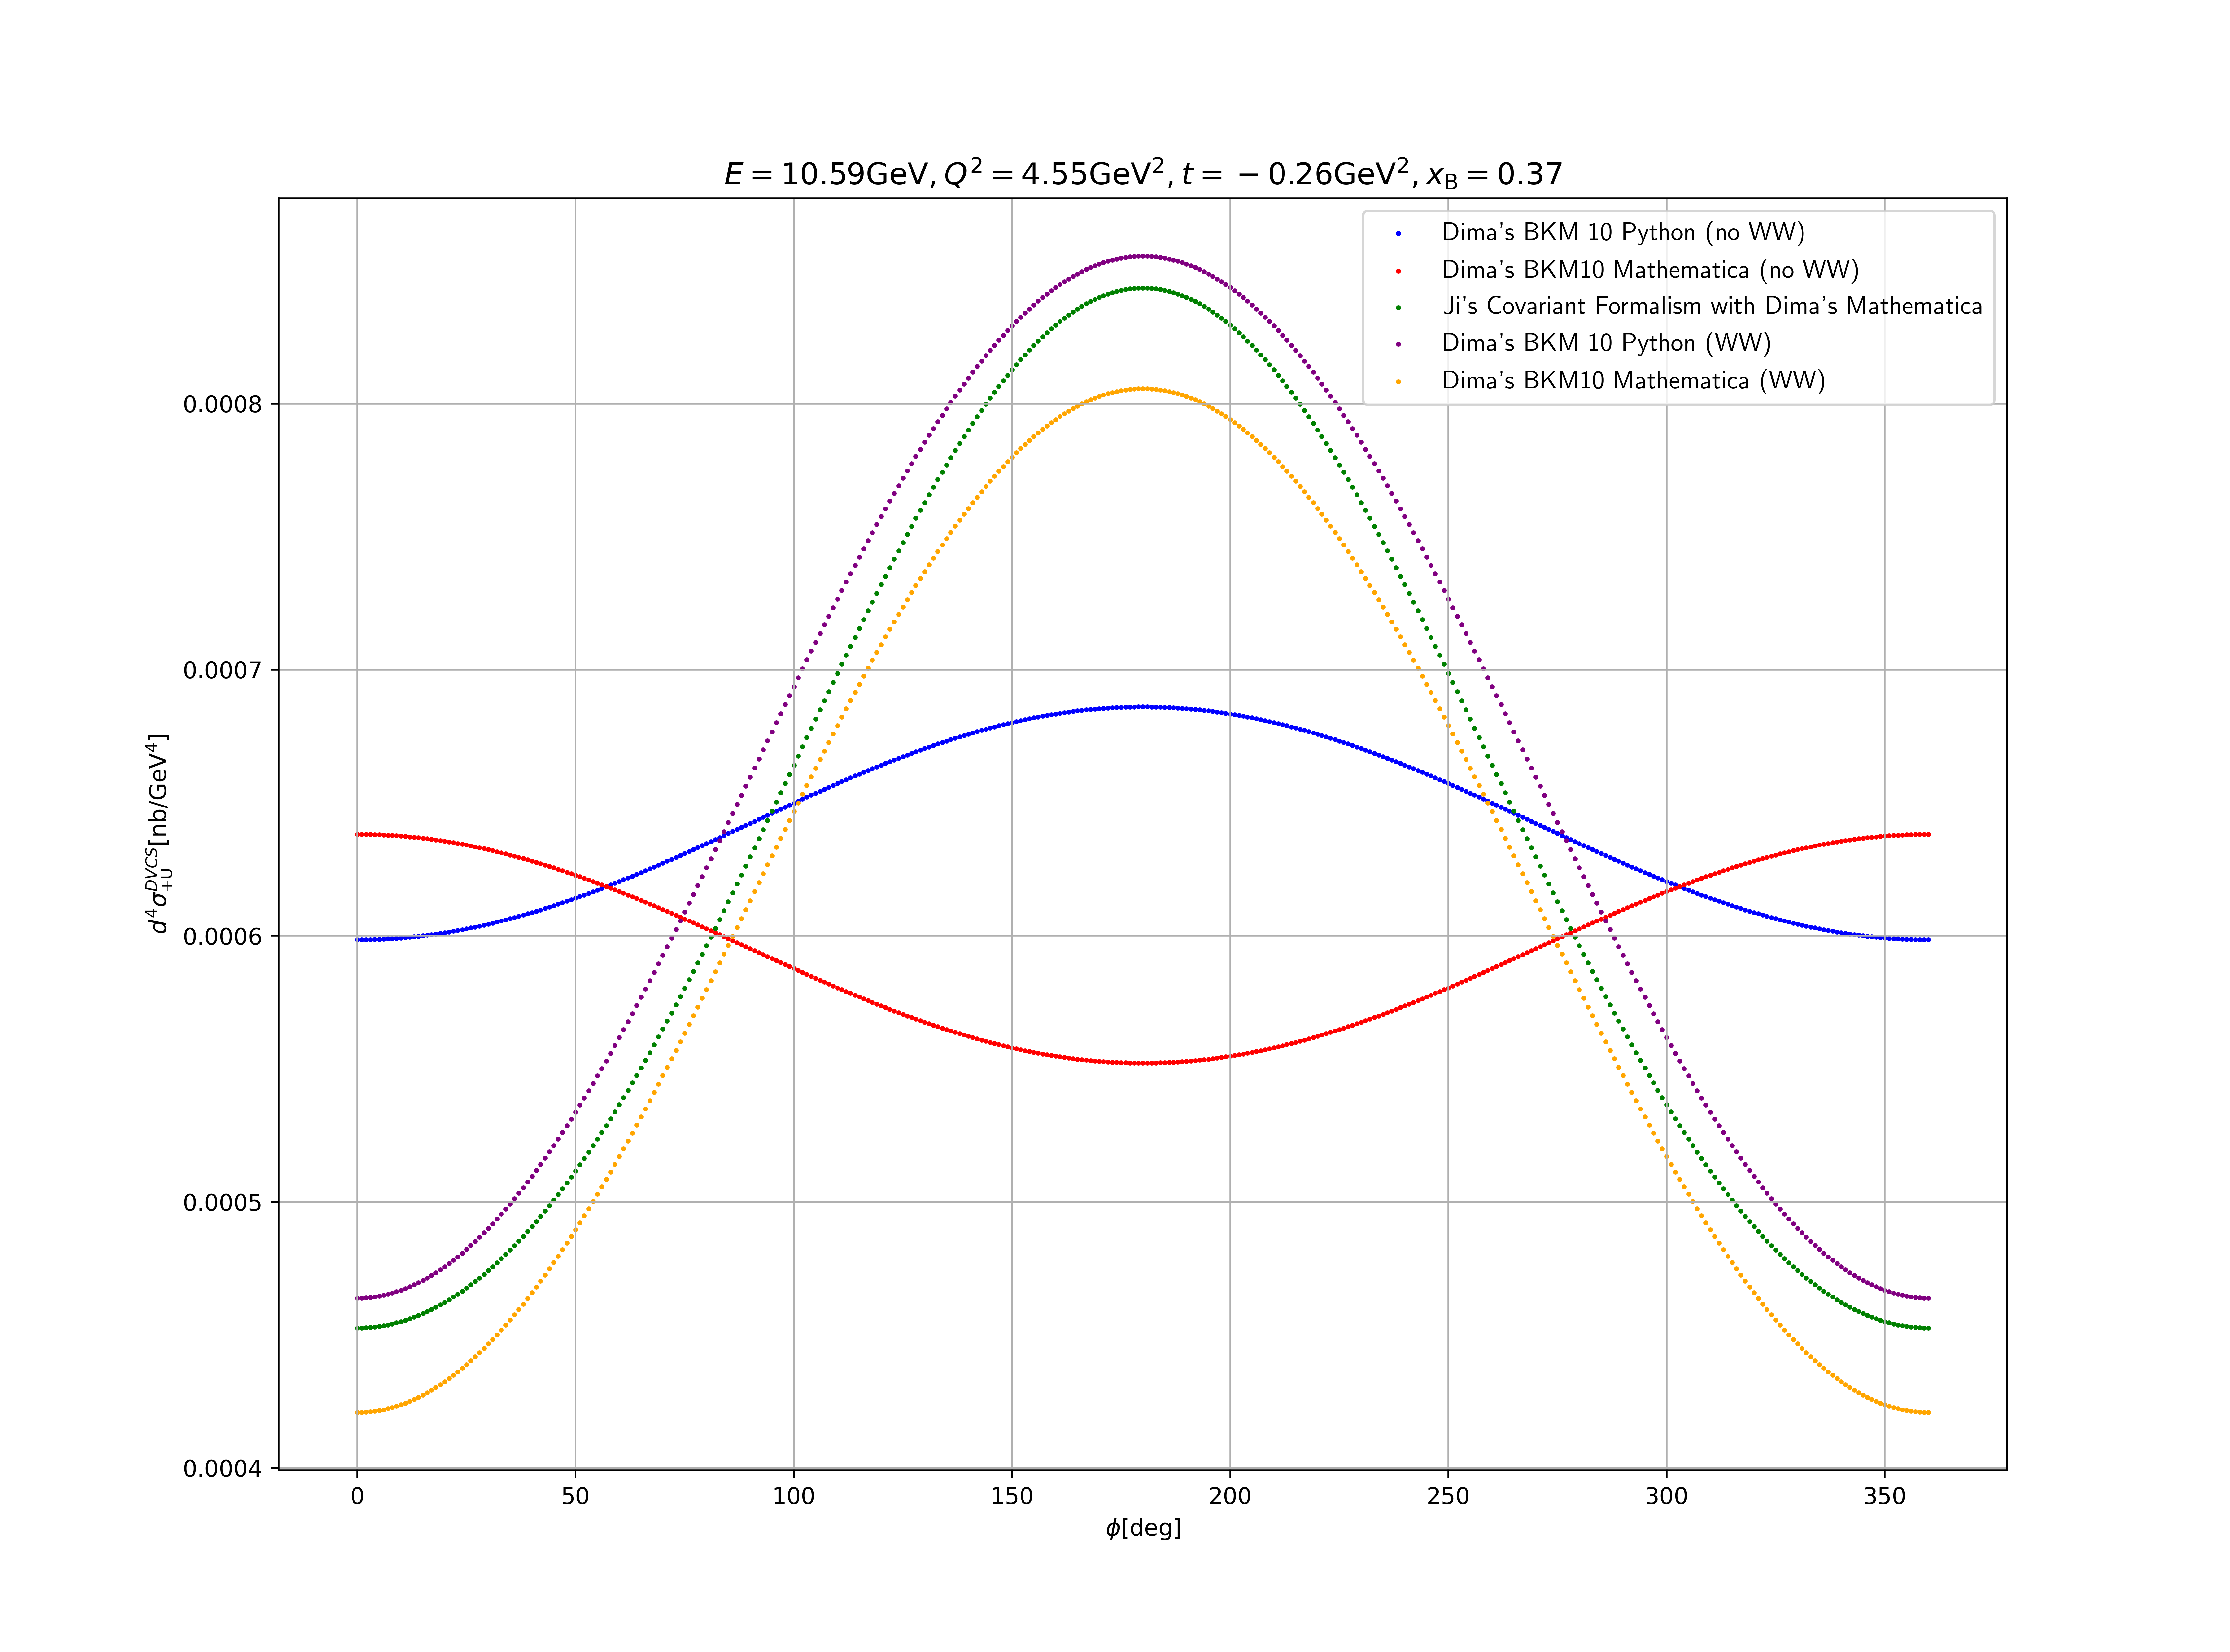 E = 10.59GeV, Q² = 4.55GeV², t = −0.26GeV², x_B = 0.37
Dima's BKM 10 Python (no WW)
Dima's BKM10 Mathematica (no WW)
Ji's Covariant Formalism with Dima's Mathematica
Dima's BKM 10 Python (WW)
Dima's BKM10 Mathematica (WW)
d⁴σ^{DVCS}_{+U}[nb/GeV⁴]
0.0008
0.0007
0.0006
0.0005
0.0004
0 50 100 150 200 250 300 350
ϕ[deg]